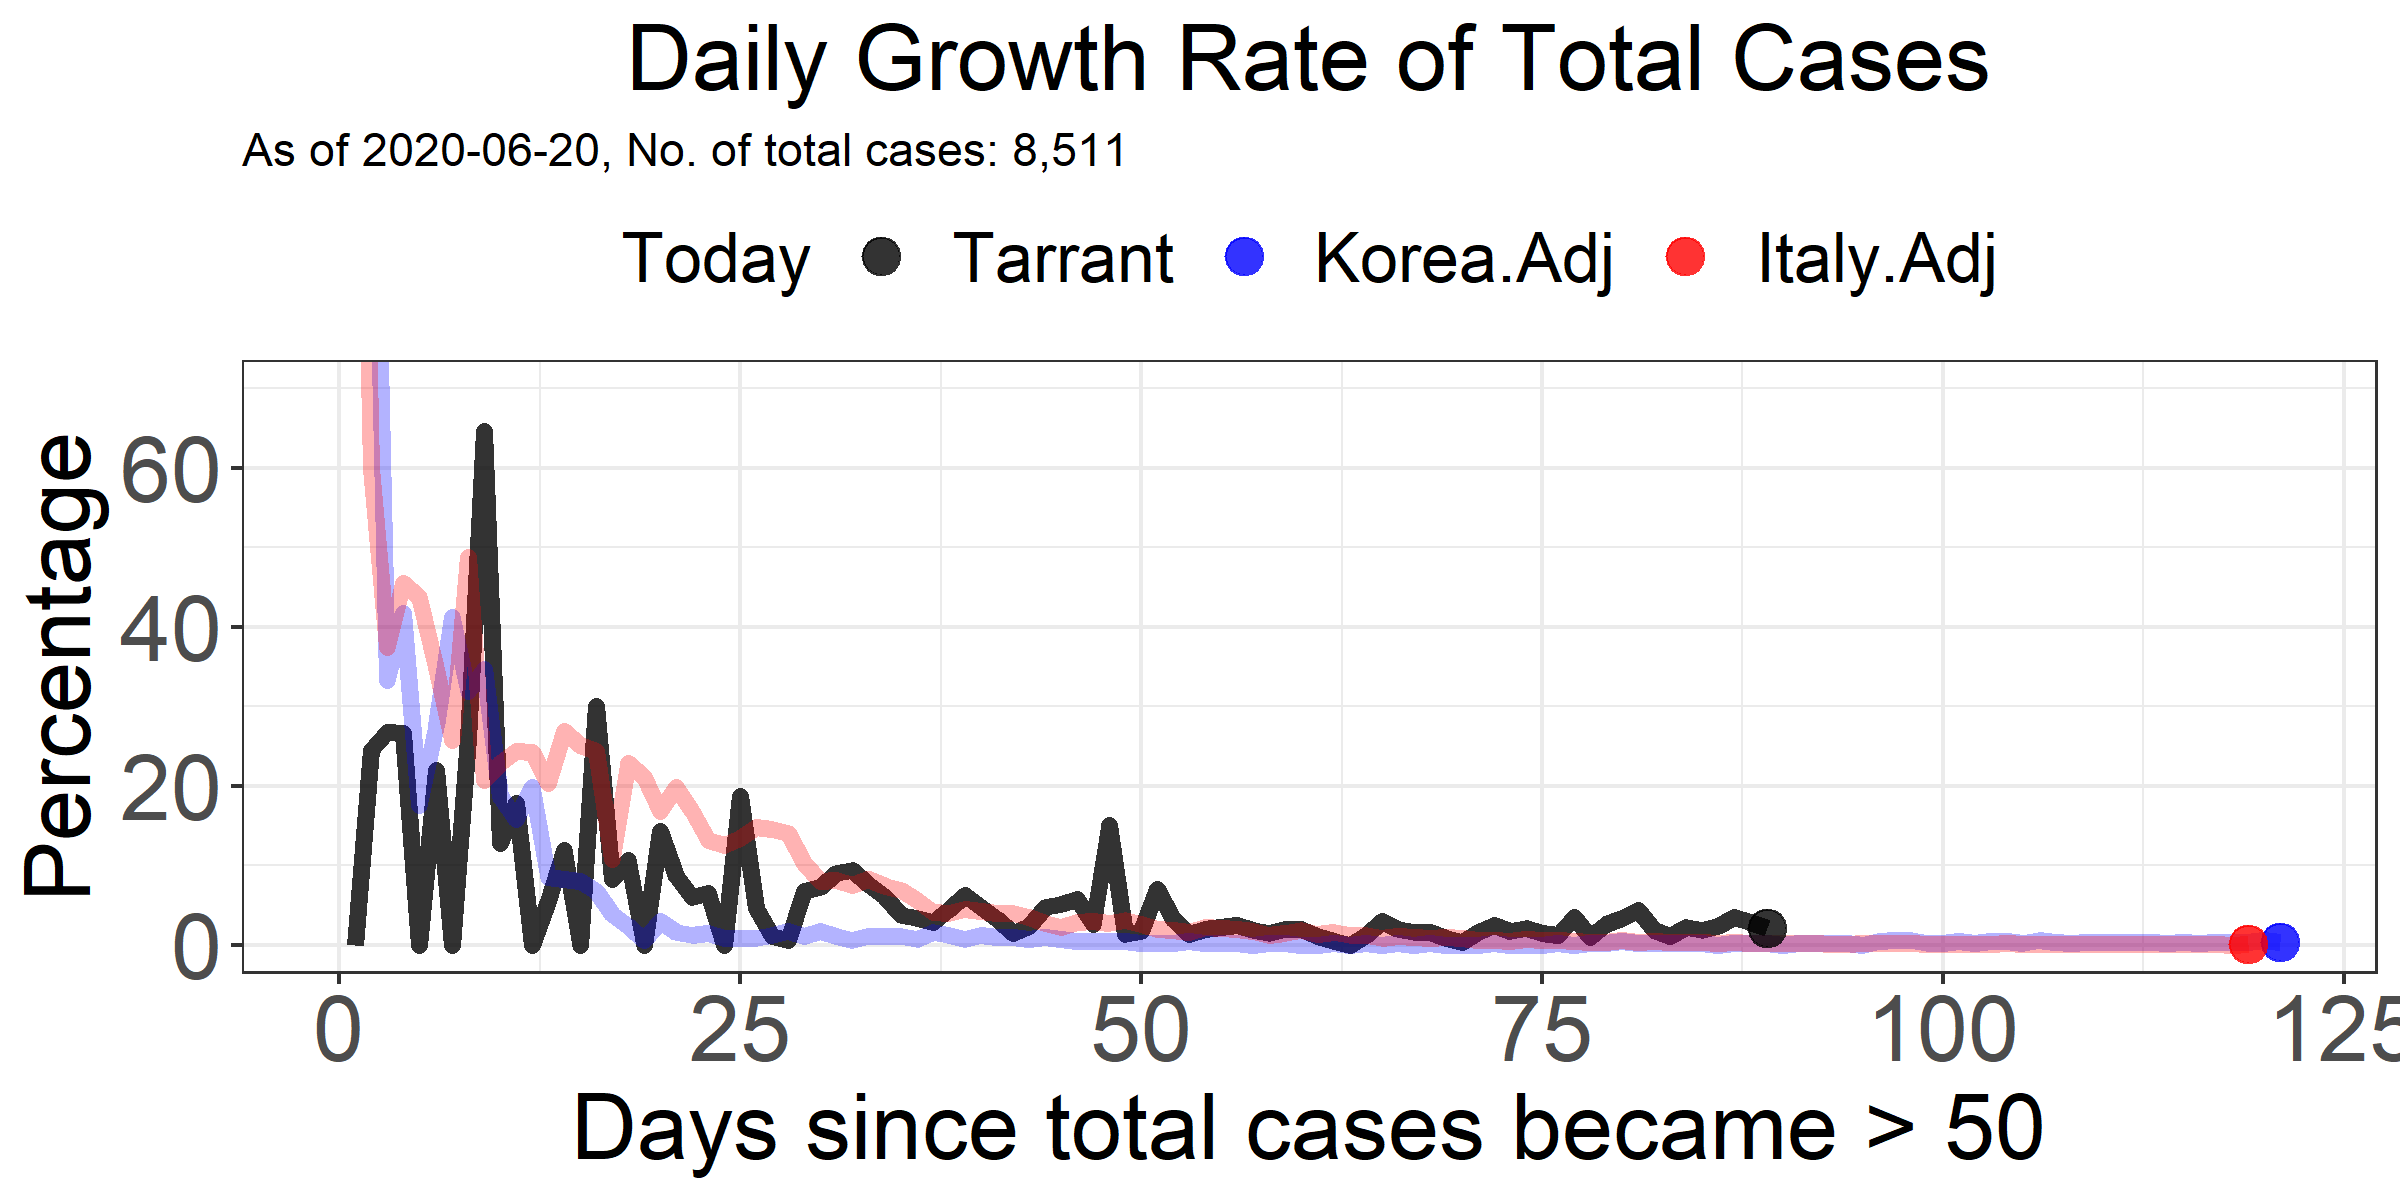 Daily Growth Rate of Total Cases
As of 2020-06-20, No. of total cases: 8,511
Today Tarrant Korea.Adj Italy.Adj
Percentage
60
40
20
0
0 25 50 75 100 125
Days since total cases became > 50